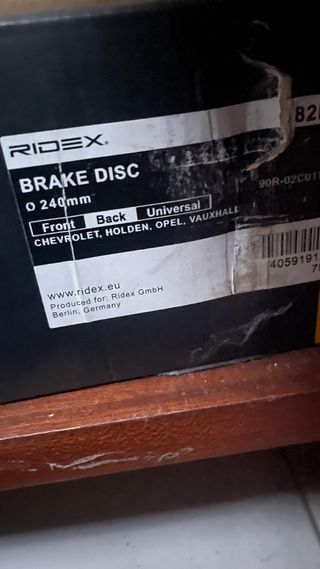 RIDEX®
BRAKE DISC
Ø 240mm
Front Back Universal
CHEVROLET, HOLDEN, OPEL, VAUXHALL
www.ridex.eu
Produced for: Ridex GmbH
Berlin, Germany